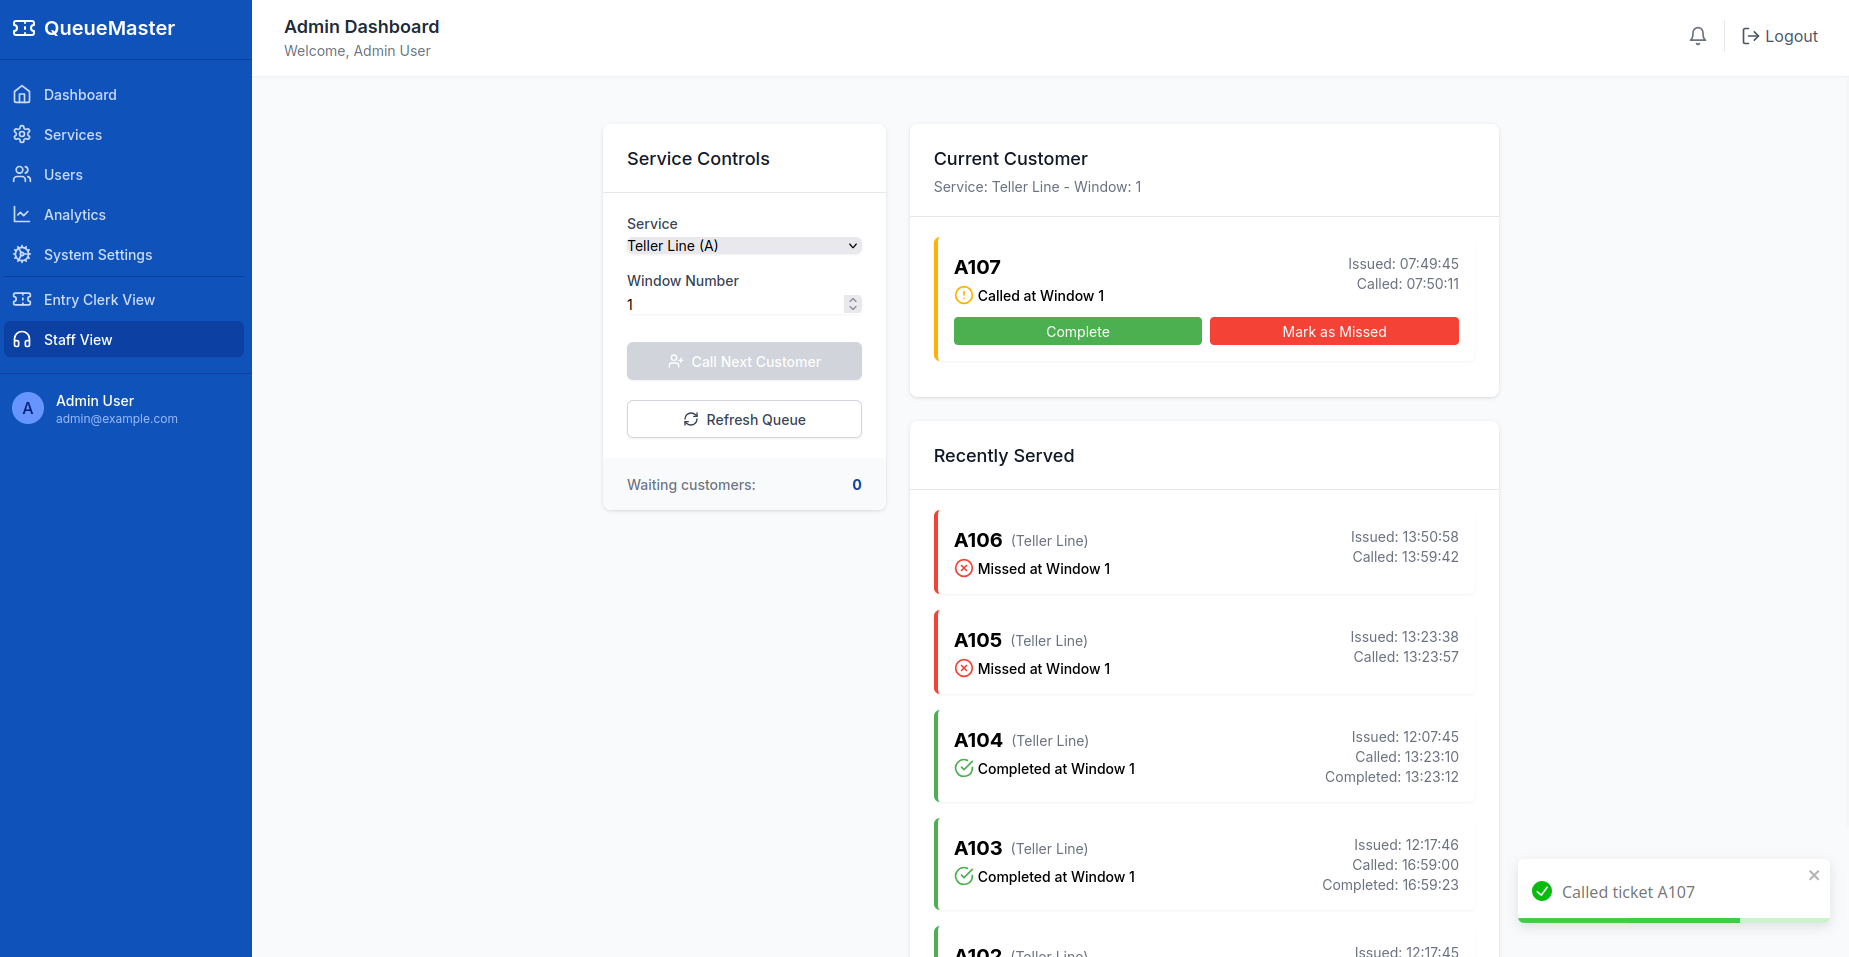 QueueMaster
Dashboard
Services
Users
Analytics
System Settings
Entry Clerk View
Staff View
A
Admin User
admin@example.com
Admin Dashboard
Welcome, Admin User
Logout
Service Controls
Service
Teller Line (A)
Window Number
1
Call Next Customer
Refresh Queue
Waiting customers: 0
Current Customer
Service: Teller Line - Window: 1
A107
Issued: 07:49:45
Called: 07:50:11
Called at Window 1
Complete
Mark as Missed
Recently Served
A106 (Teller Line)
Issued: 13:50:58
Called: 13:59:42
Missed at Window 1
A105 (Teller Line)
Issued: 13:23:38
Called: 13:23:57
Missed at Window 1
A104 (Teller Line)
Issued: 12:07:45
Called: 13:23:10
Completed: 13:23:12
Completed at Window 1
A103 (Teller Line)
Issued: 12:17:46
Called: 16:59:00
Completed: 16:59:23
Completed at Window 1
A102 (Teller Line)
Issued: 12:17:45
Called ticket A107